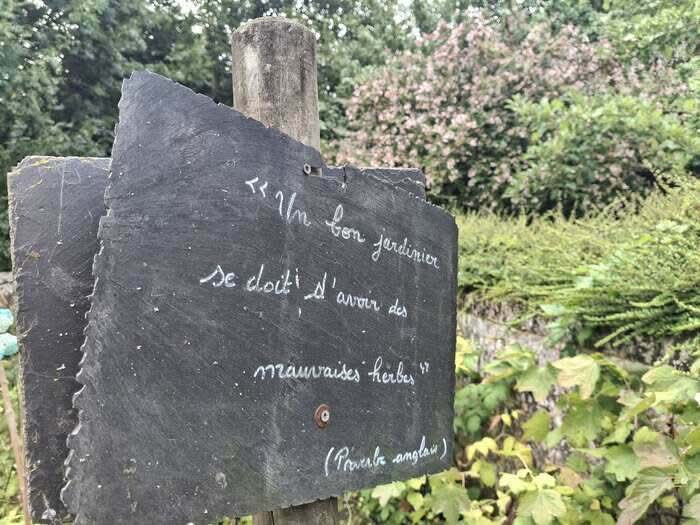 « Un bon jardinier
se doit d'avoir des
mauvaises herbes "
(Proverbe anglais)